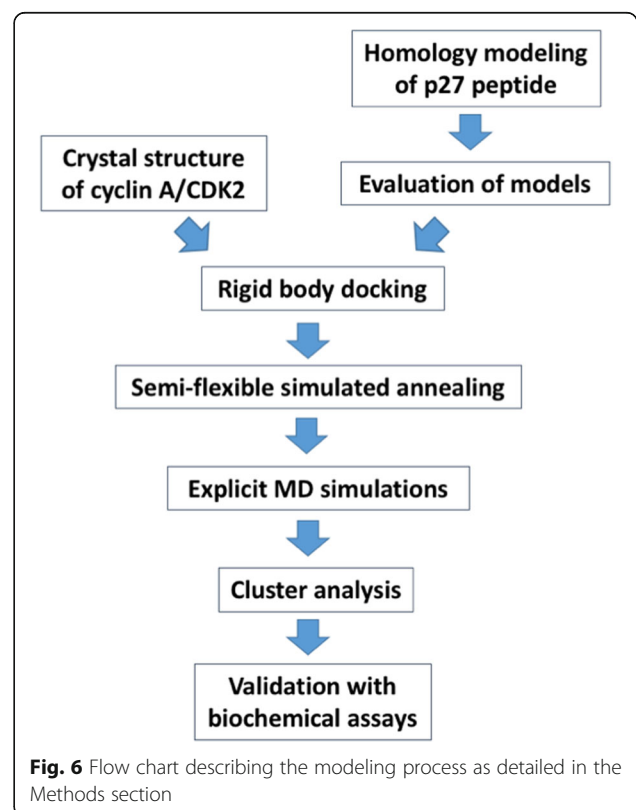 Homology modeling
of p27 peptide
Crystal structure
of cyclin A/CDK2
Evaluation of models
Rigid body docking
Semi-flexible simulated annealing
Explicit MD simulations
Cluster analysis
Validation with
biochemical assays
Fig. 6 Flow chart describing the modeling process as detailed in the
Methods section